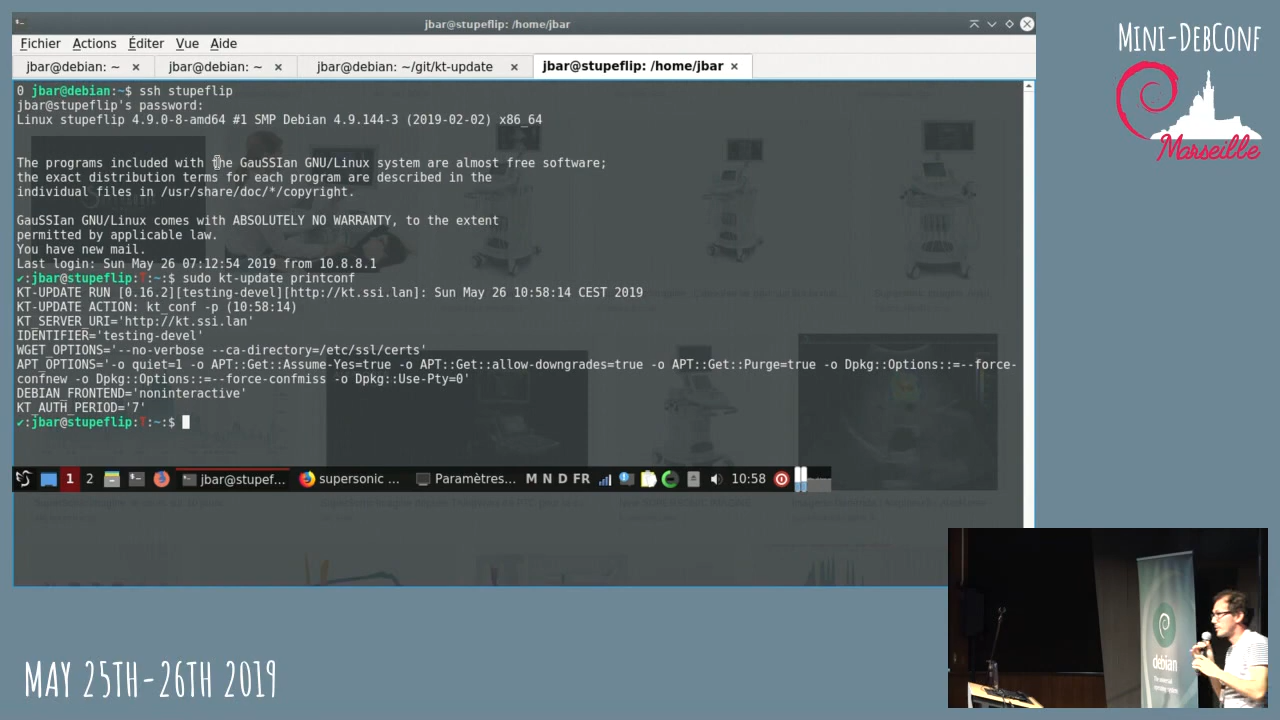 jbar@stupeflip: /home/jbar
Fichier Actions Éditer Vue Aide
jbar@debian: ~ × jbar@debian: ~ × jbar@debian: ~/git/kt-update × jbar@stupeflip: /home/jbar ×
0 jbar@debian:~$ ssh stupeflip
jbar@stupeflip's password:
Linux stupeflip 4.9.0-8-amd64 #1 SMP Debian 4.9.144-3 (2019-02-02) x86_64
The programs included with the GauSSIan GNU/Linux system are almost free software;
the exact distribution terms for each program are described in the
individual files in /usr/share/doc/*/copyright.
GauSSIan GNU/Linux comes with ABSOLUTELY NO WARRANTY, to the extent
permitted by applicable law.
You have new mail.
Last login: Sun May 26 07:12:54 2019 from 10.8.8.1
✔:jbar@stupeflip:T:~:$ sudo kt-update printconf
KT-UPDATE RUN [0.16.2][testing-devel][http://kt.ssi.lan]: Sun May 26 10:58:14 CEST 2019
KT-UPDATE ACTION: kt_conf -p (10:58:14)
KT_SERVER_URI='http://kt.ssi.lan'
IDENTIFIER='testing-devel'
WGET_OPTIONS='--no-verbose --ca-directory=/etc/ssl/certs'
APT_OPTIONS='-o quiet=1 -o APT::Get::Assume-Yes=true -o APT::Get::allow-downgrades=true -o APT::Get::Purge=true -o Dpkg::Options::=--force-
confnew -o Dpkg::Options::=--force-confmiss -o Dpkg::Use-Pty=0'
DEBIAN_FRONTEND='noninteractive'
KT_AUTH_PERIOD='7'
✔:jbar@stupeflip:T:~:$
1 2 jbar@stupef... supersonic ... Paramètres... M N D FR 10:58
Mini-DebConf
Marseille
debian
May 25th-26th 2019